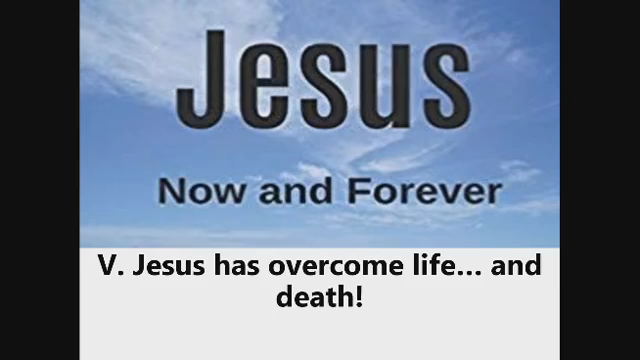 Jesus
Now and Forever
V. Jesus has overcome life... and
death!